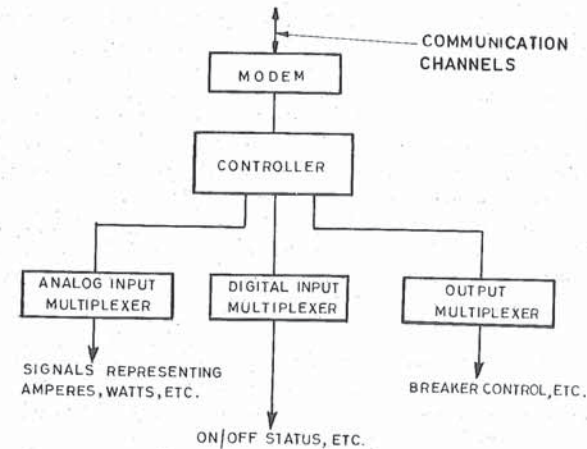 COMMUNICATION
CHANNELS
MODEM
CONTROLLER
ANALOG INPUT
MULTIPLEXER
DIGITAL INPUT
MULTIPLEXER
OUTPUT
MULTIPLEXER
SIGNALS REPRESENTING
AMPERES, WATTS, ETC.
BREAKER CONTROL, ETC.
ON/OFF STATUS, ETC.